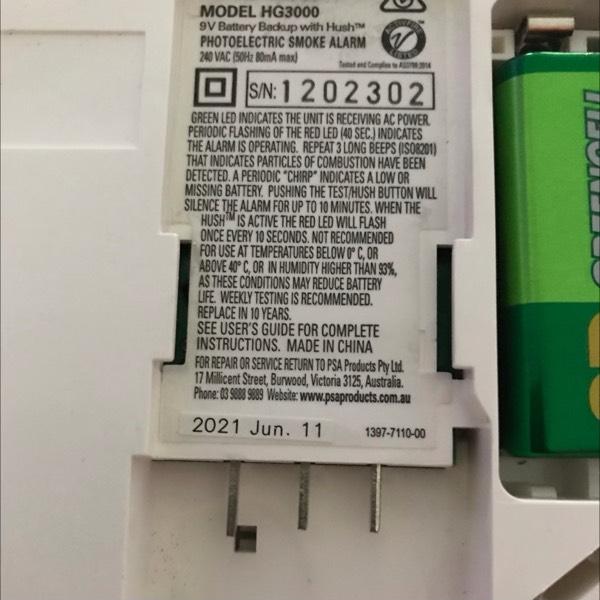 MODEL HG3000
9V Battery Backup with Hush™
PHOTOELECTRIC SMOKE ALARM
240 VAC (50Hz 80mA max)
Tested and Complies to AS3786:2014
S/N: 1202302
GREEN LED INDICATES THE UNIT IS RECEIVING AC POWER.
PERIODIC FLASHING OF THE RED LED (40 SEC.) INDICATES
THE ALARM IS OPERATING. REPEAT 3 LONG BEEPS (ISO8201)
THAT INDICATES PARTICLES OF COMBUSTION HAVE BEEN
DETECTED. A PERIODIC "CHIRP" INDICATES A LOW OR
MISSING BATTERY. PUSHING THE TEST/HUSH BUTTON WILL
SILENCE THE ALARM FOR UP TO 10 MINUTES. WHEN THE
HUSH™ IS ACTIVE THE RED LED WILL FLASH
ONCE EVERY 10 SECONDS. NOT RECOMMENDED
FOR USE AT TEMPERATURES BELOW 0° C, OR
ABOVE 40° C, OR IN HUMIDITY HIGHER THAN 93%,
AS THESE CONDITIONS MAY REDUCE BATTERY
LIFE. WEEKLY TESTING IS RECOMMENDED.
REPLACE IN 10 YEARS.
SEE USER'S GUIDE FOR COMPLETE
INSTRUCTIONS. MADE IN CHINA
FOR REPAIR OR SERVICE RETURN TO PSA Products Pty Ltd.
17 Millicent Street, Burwood, Victoria 3125, Australia.
Phone: 03 9888 9889 Website: www.psaproducts.com.au
2021 Jun. 11
1397-7110-00
GREENCELL